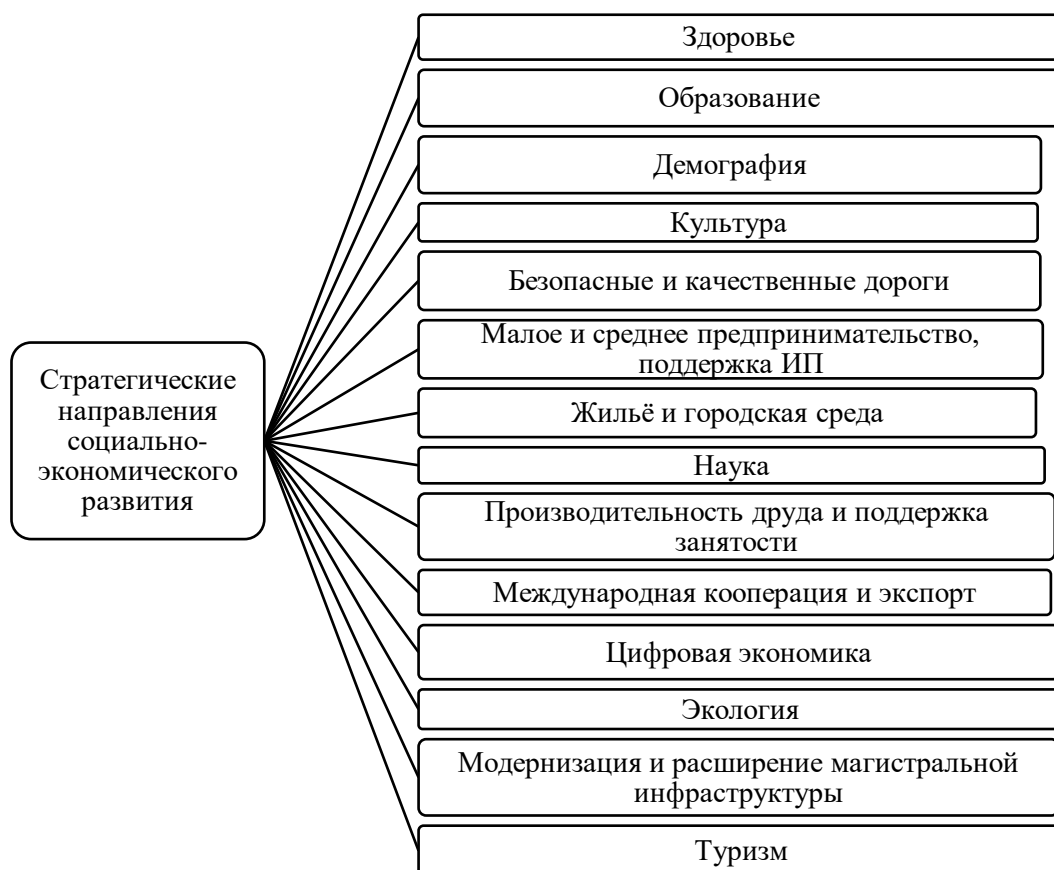 Стратегические
направления
социально-
экономического
развития
Здоровье
Образование
Демография
Культура
Безопасные и качественные дороги
Малое и среднее предпринимательство,
поддержка ИП
Жильё и городская среда
Наука
Производительность друда и поддержка
занятости
Международная кооперация и экспорт
Цифровая экономика
Экология
Модернизация и расширение магистральной
инфраструктуры
Туризм